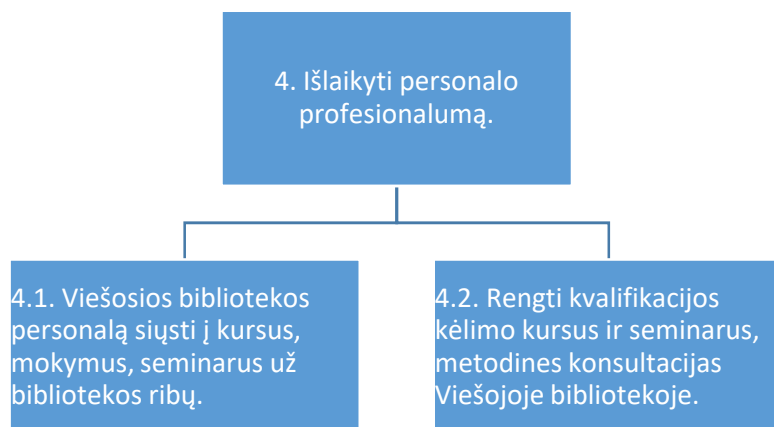 4. Išlaikyti personalo
profesionalumą.
4.1. Viešosios bibliotekos
personalą siųsti į kursus,
mokymus, seminarus už
bibliotekos ribų.
4.2. Rengti kvalifikacijos
kėlimo kursus ir seminarus,
metodines konsultacijas
Viešojoje bibliotekoje.